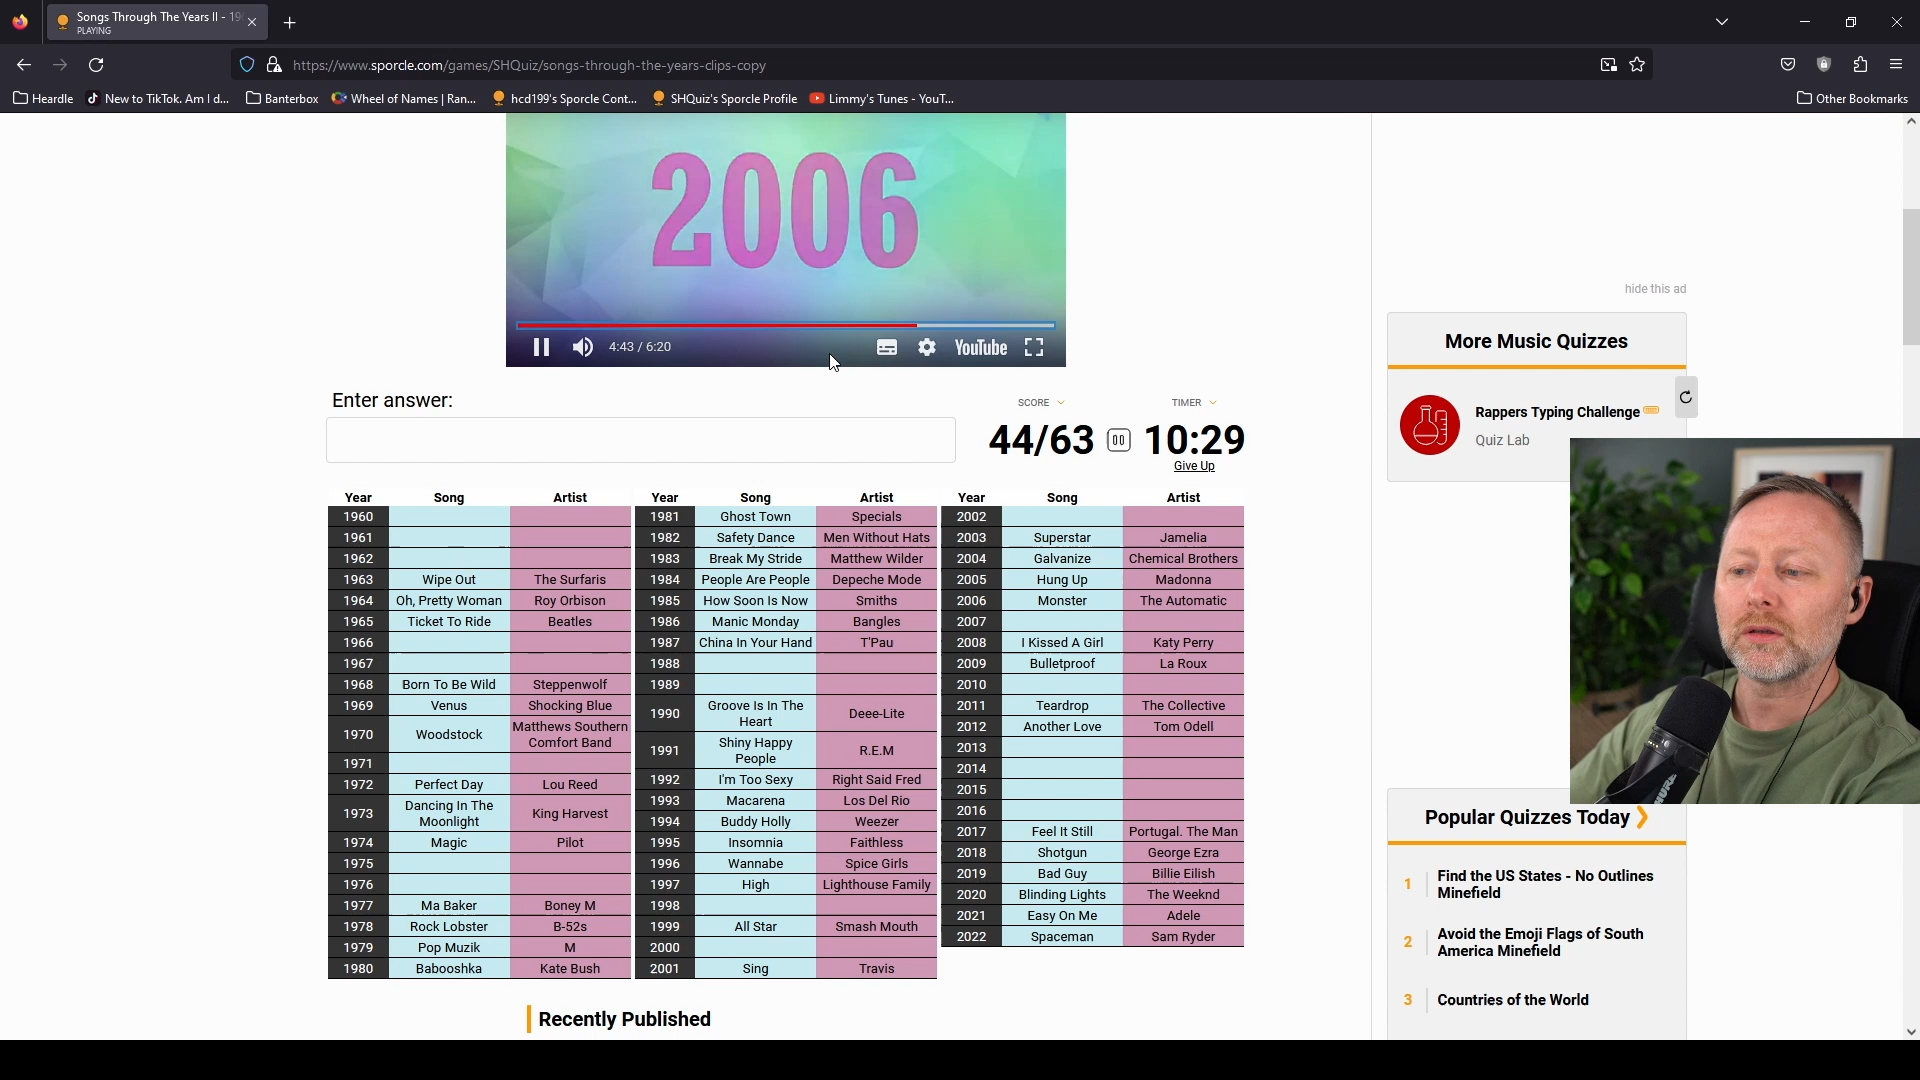 Songs Through The Years II - 19
PLAYING
https://www.sporcle.com/games/SHQuiz/songs-through-the-years-clips-copy
Heardle
New to TikTok. Am I d...
Banterbox
Wheel of Names | Ran...
hcd199's Sporcle Cont...
SHQuiz's Sporcle Profile
Limmy's Tunes - YouT...
Other Bookmarks
2006
4:43 / 6:20
YouTube
hide this ad
More Music Quizzes
Rappers Typing Challenge
Quiz Lab
Enter answer:
SCORE
TIMER
44/63
10:29
Give Up
Year Song Artist Year Song Artist Year Song Artist
1960 1981 Ghost Town Specials 2002
1961 1982 Safety Dance Men Without Hats 2003 Superstar Jamelia
1962 1983 Break My Stride Matthew Wilder 2004 Galvanize Chemical Brothers
1963 Wipe Out The Surfaris 1984 People Are People Depeche Mode 2005 Hung Up Madonna
1964 Oh, Pretty Woman Roy Orbison 1985 How Soon Is Now Smiths 2006 Monster The Automatic
1965 Ticket To Ride Beatles 1986 Manic Monday Bangles 2007
1966 1987 China In Your Hand T'Pau 2008 I Kissed A Girl Katy Perry
1967 1988 2009 Bulletproof La Roux
1968 Born To Be Wild Steppenwolf 1989 2010
1969 Venus Shocking Blue 1990 Groove Is In The Heart Deee-Lite 2011 Teardrop The Collective
1970 Woodstock Matthews Southern Comfort Band 1991 Shiny Happy People R.E.M 2012 Another Love Tom Odell
1971 2013
1972 Perfect Day Lou Reed 1992 I'm Too Sexy Right Said Fred 2014
1973 Dancing In The Moonlight King Harvest 1993 Macarena Los Del Rio 2015
1994 Buddy Holly Weezer 2016
1974 Magic Pilot 1995 Insomnia Faithless 2017 Feel It Still Portugal. The Man
1975 1996 Wannabe Spice Girls 2018 Shotgun George Ezra
1976 1997 High Lighthouse Family 2019 Bad Guy Billie Eilish
1977 Ma Baker Boney M 1998 2020 Blinding Lights The Weeknd
1978 Rock Lobster B-52s 1999 All Star Smash Mouth 2021 Easy On Me Adele
1979 Pop Muzik M 2000 2022 Spaceman Sam Ryder
1980 Babooshka Kate Bush 2001 Sing Travis
Recently Published
Popular Quizzes Today
1 Find the US States - No Outlines
Minefield
2 Avoid the Emoji Flags of South
America Minefield
3 Countries of the World